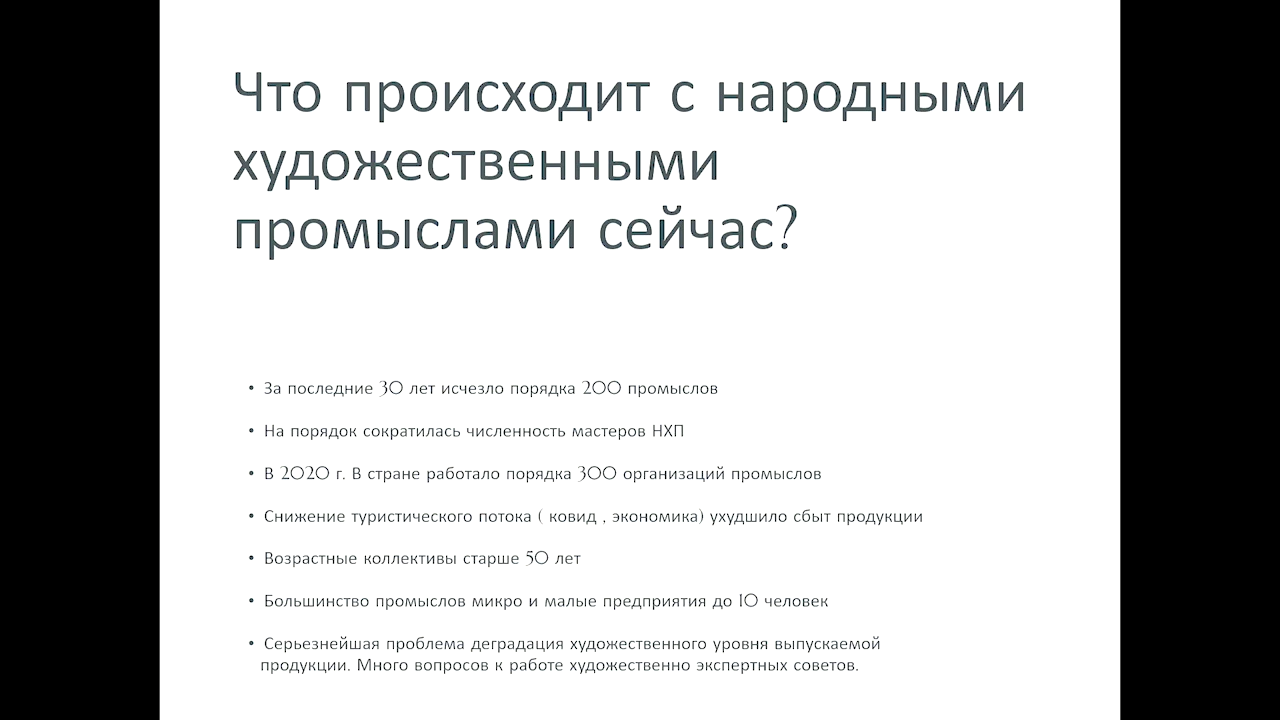 Что происходит с народными
художественными
промыслами сейчас?
• За последние 30 лет исчезло порядка 200 промыслов
• На порядок сократилась численность мастеров НХП
• В 2020 г. В стране работало порядка 300 организаций промыслов
• Снижение туристического потока ( ковид , экономика) ухудшило сбыт продукции
• Возрастные коллективы старше 50 лет
• Большинство промыслов микро и малые предприятия до 10 человек
• Серьезнейшая проблема деградация художественного уровня выпускаемой
продукции. Много вопросов к работе художественно экспертных советов.